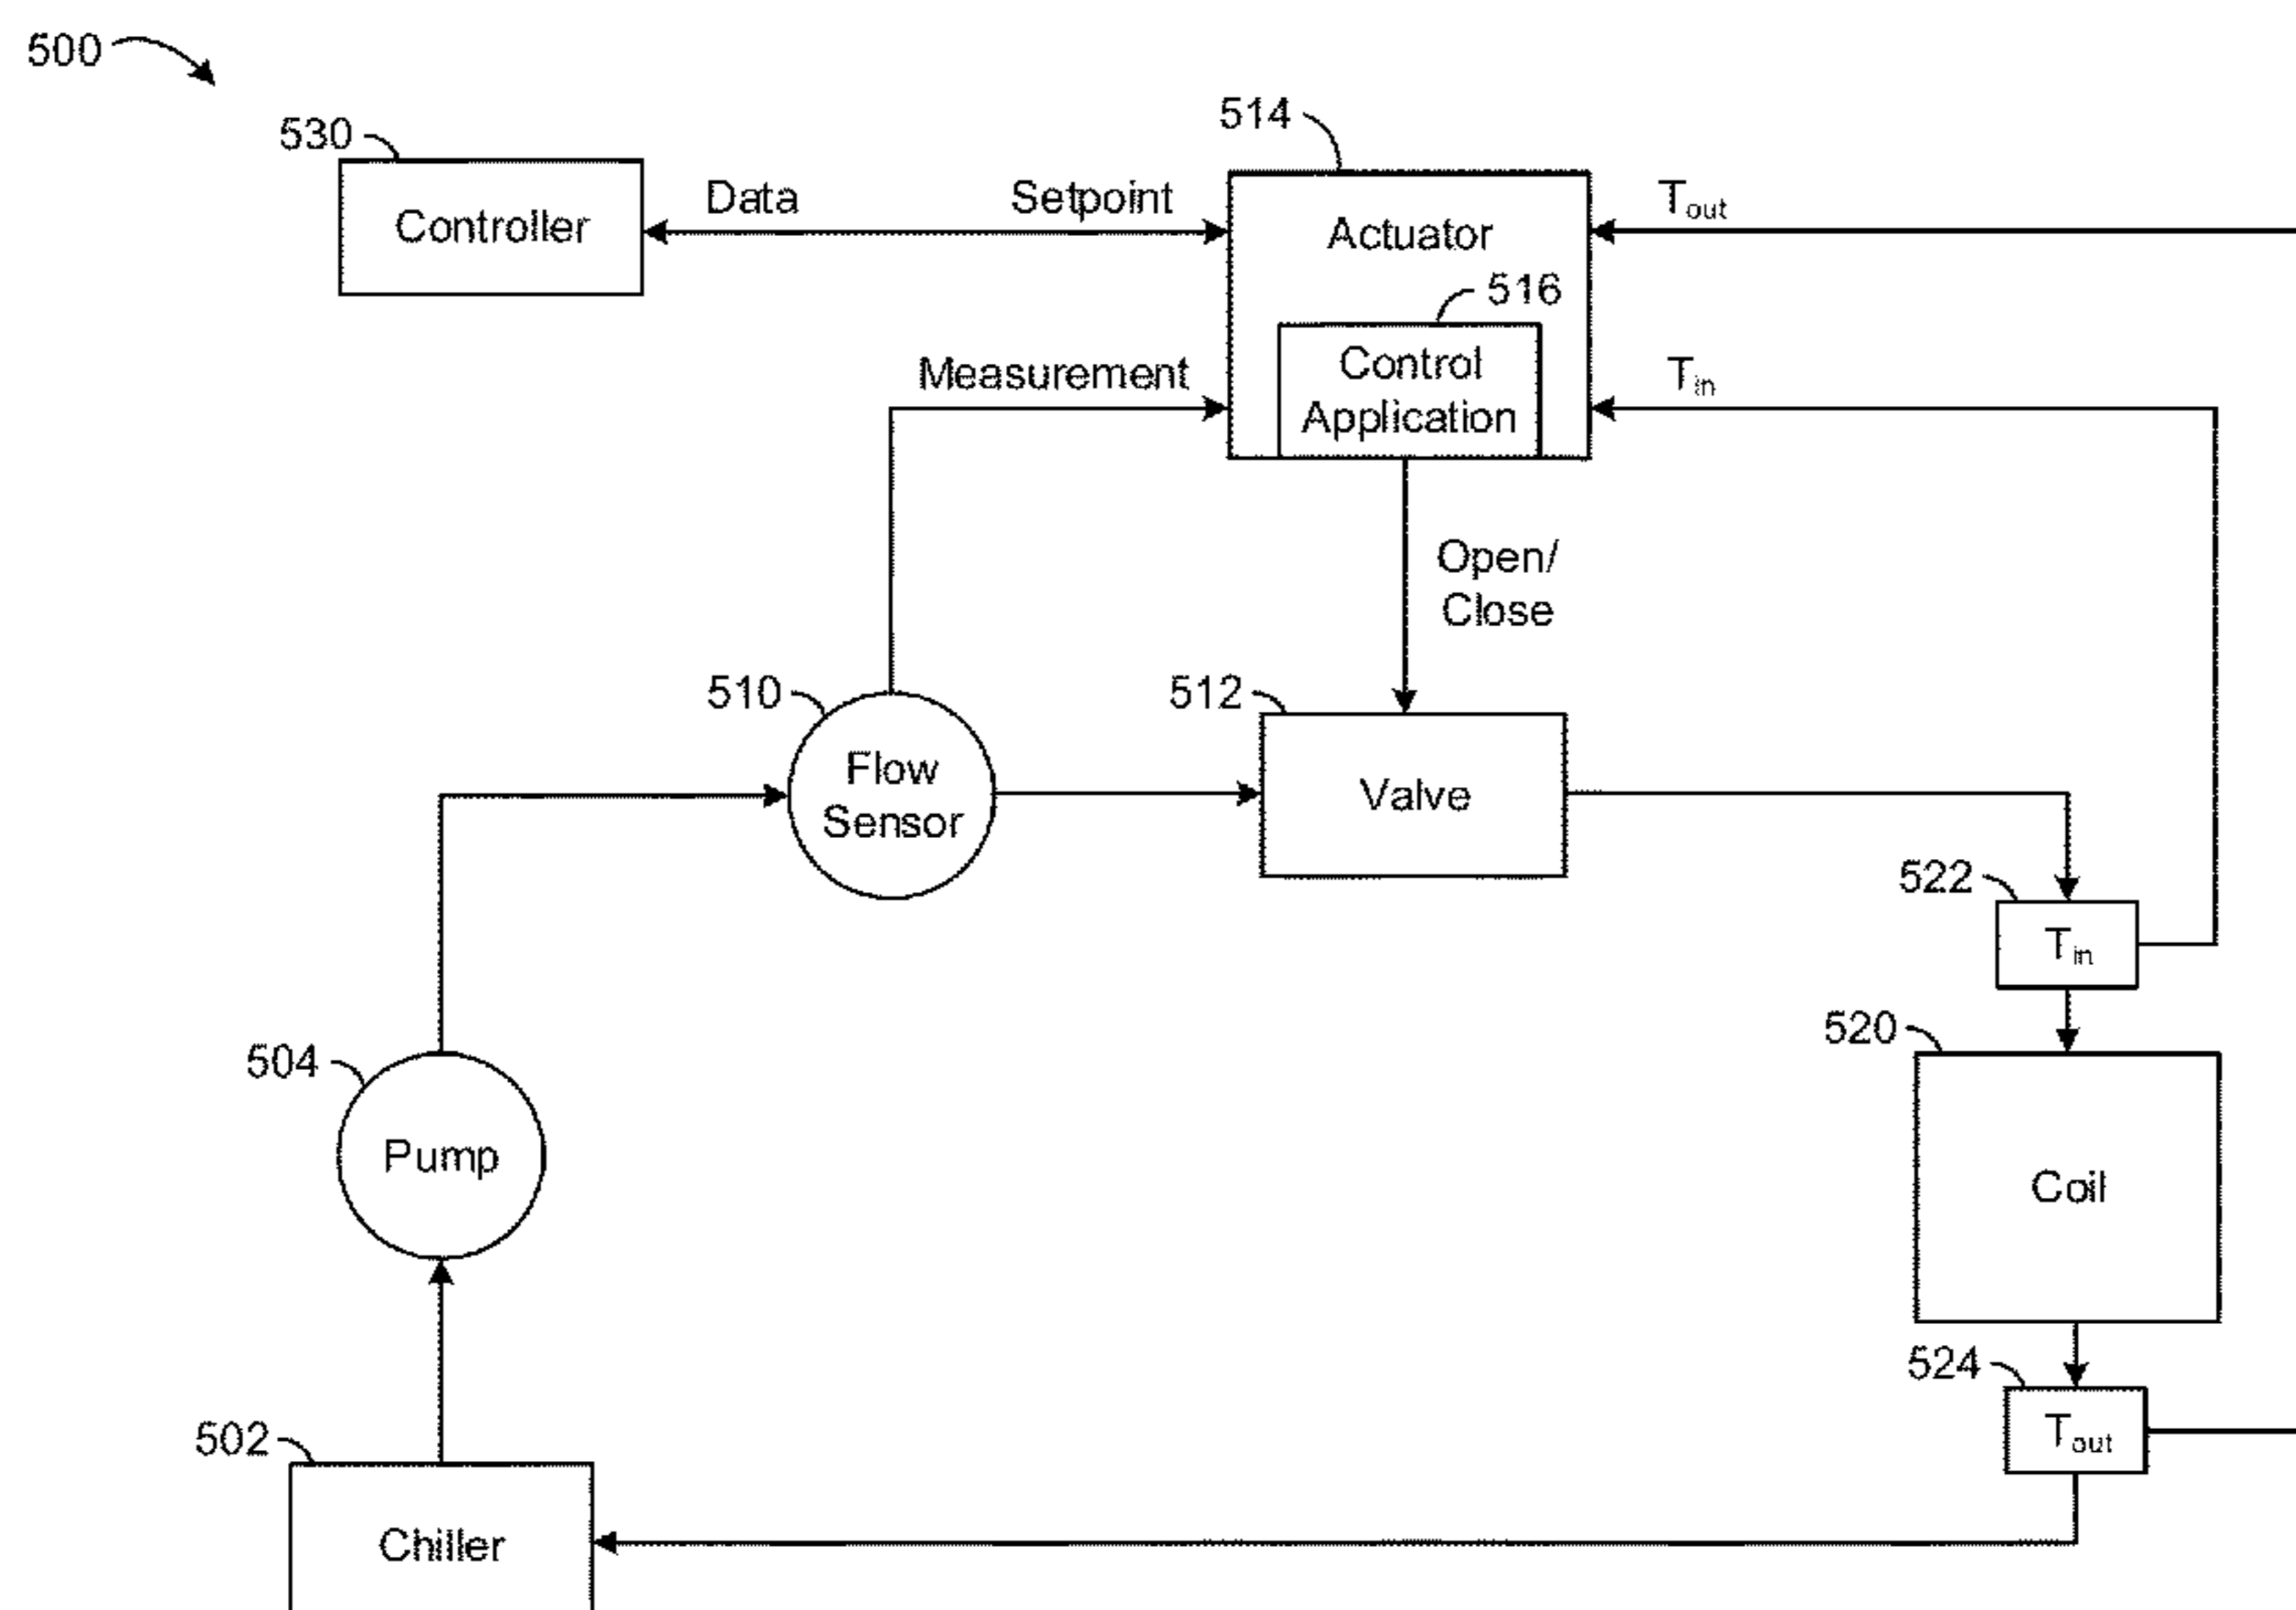 500
530
Controller
Data
Setpoint
514
Actuator
516
Control
Application
Tout
Tin
Measurement
Open/
Close
510
Flow
Sensor
512
Valve
522
Tin
520
Coil
504
Pump
524
Tout
502
Chiller